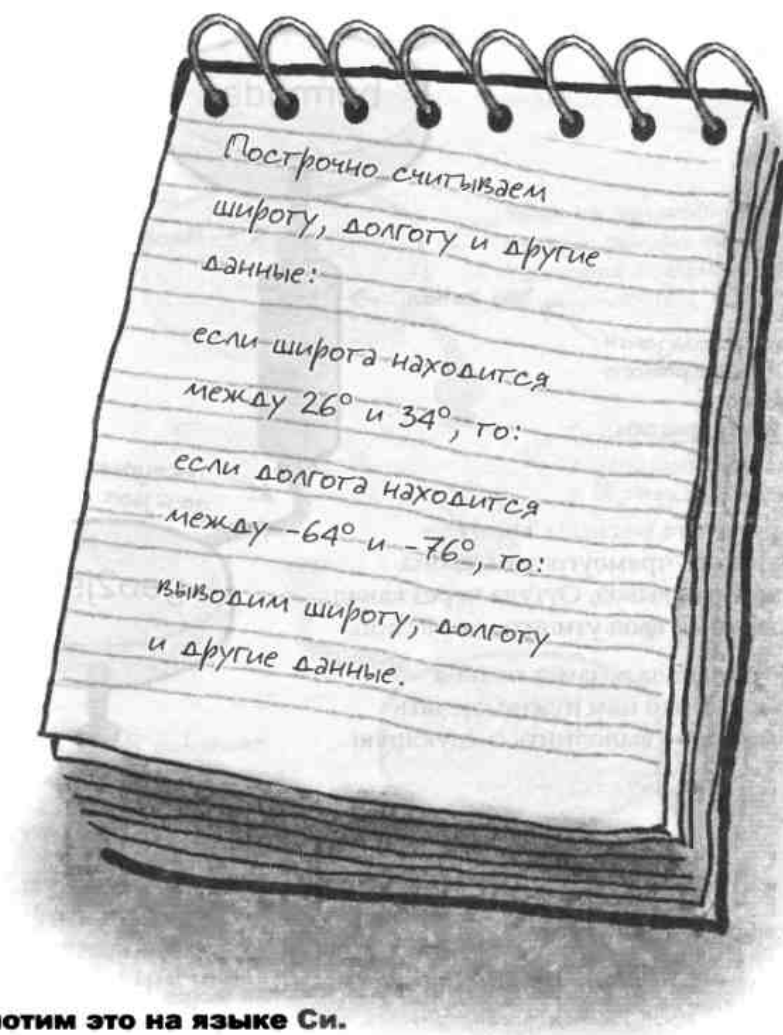 Построчно считываем
широту, долготу и другие
данные:
если широта находится
между 26° и 34°, то:
если долгота находится
между -64° и -76°, то:
выводим широту, долготу
и другие данные.
потим это на языке Си.